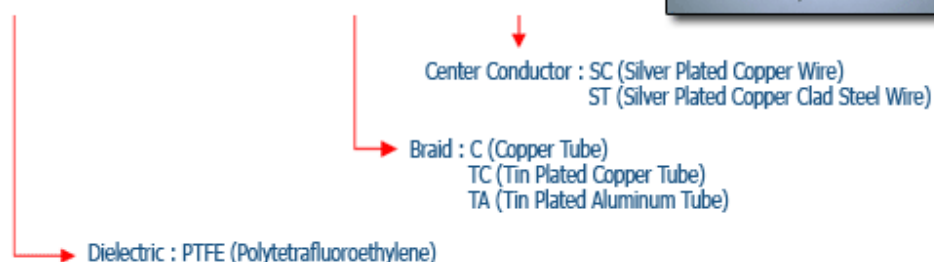 Center Conductor : SC (Silver Plated Copper Wire)
ST (Silver Plated Copper Clad Steel Wire)
Braid : C (Copper Tube)
TC (Tin Plated Copper Tube)
TA (Tin Plated Aluminum Tube)
Dielectric : PTFE (Polytetrafluoroethylene)